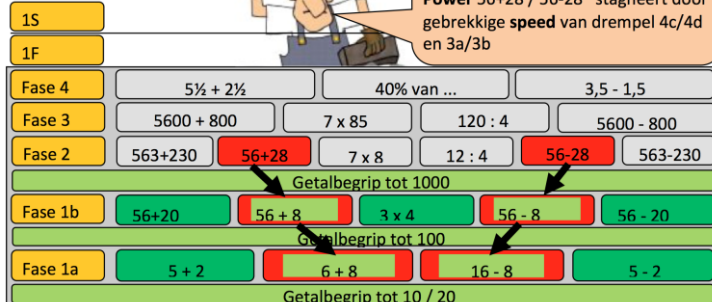 Power 56+28 / 56-28 stagneert door
gebrekkige speed van drempel 4c/4d
en 3a/3b
1S
1F
Fase 4 5½ + 2½ 40% van ... 3,5 - 1,5
Fase 3 5600 + 800 7 x 85 120 : 4 5600 - 800
Fase 2 563+230 56+28 7 x 8 12 : 4 56-28 563-230
Getalbegrip tot 1000
Fase 1b 56+20 56 + 8 3 x 4 56 - 8 56 - 20
Getalbegrip tot 100
Fase 1a 5 + 2 6 + 8 16 - 8 5 - 2
Getalbegrip tot 10 / 20